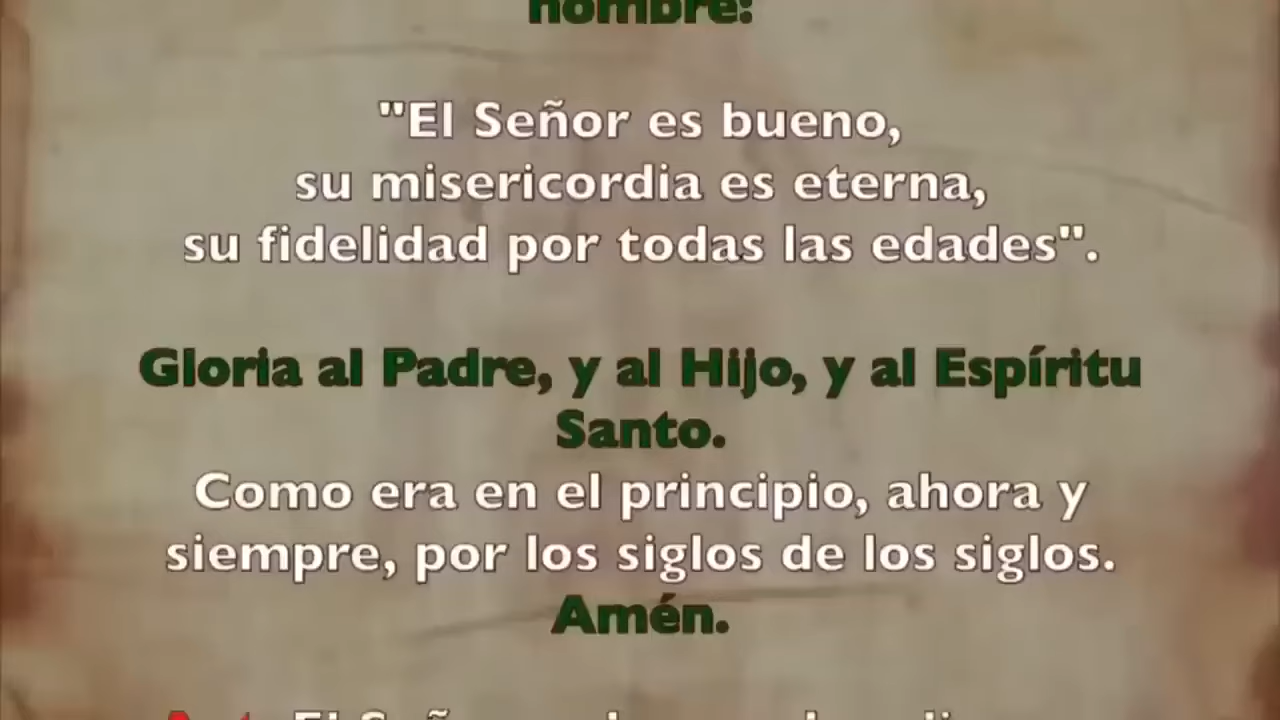 nombre:
"El Señor es bueno,
su misericordia es eterna,
su fidelidad por todas las edades".
Gloria al Padre, y al Hijo, y al Espíritu
Santo.
Como era en el principio, ahora y
siempre, por los siglos de los siglos.
Amén.
El